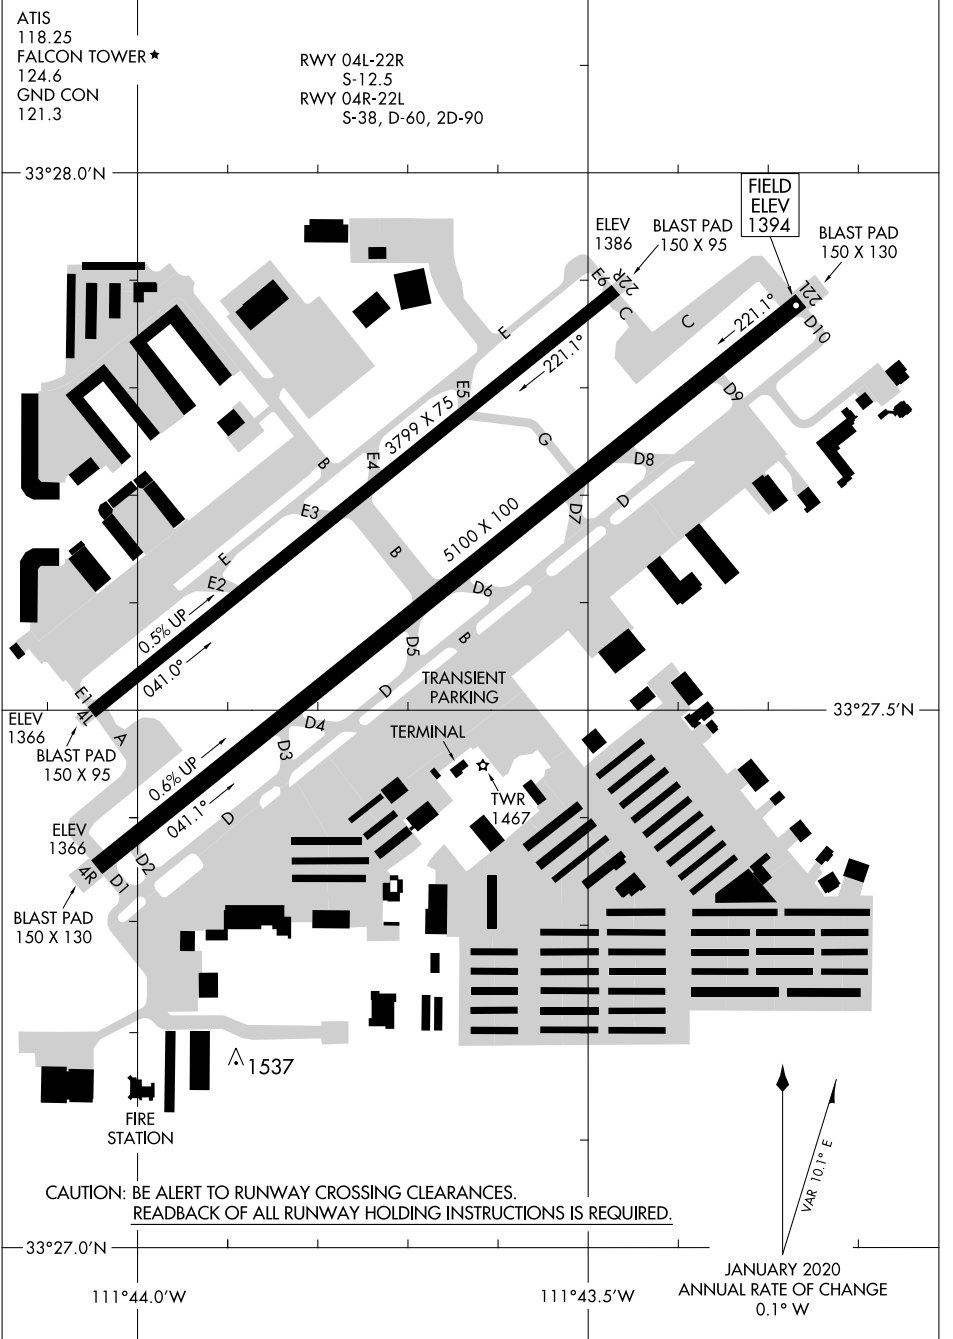 ATIS
118.25
FALCON TOWER ★
124.6
GND CON
121.3
RWY 04L-22R
S-12.5
RWY 04R-22L
S-38, D-60, 2D-90
33°28.0'N
FIELD
ELEV
1394
ELEV
1386
BLAST PAD
150 X 95
BLAST PAD
150 X 130
E6
22R
22L
C
C
D10
221.1°
221.1°
E
E5
D9
3799 X 75
G
B
E4
D8
E3
D
D7
5100 X 100
E
B
E2
D6
0.5% UP
B
D5
041.0°
TRANSIENT
PARKING
D
E1
4L
33°27.5'N
ELEV
1366
D4
A
TERMINAL
D3
BLAST PAD
150 X 95
0.6% UP
TWR
1467
041.1°
D
ELEV
1366
D2
4R
D1
BLAST PAD
150 X 130
1537
FIRE
STATION
VAR 10.1° E
CAUTION: BE ALERT TO RUNWAY CROSSING CLEARANCES.
READBACK OF ALL RUNWAY HOLDING INSTRUCTIONS IS REQUIRED.
33°27.0'N
JANUARY 2020
ANNUAL RATE OF CHANGE
0.1° W
111°44.0'W
111°43.5'W